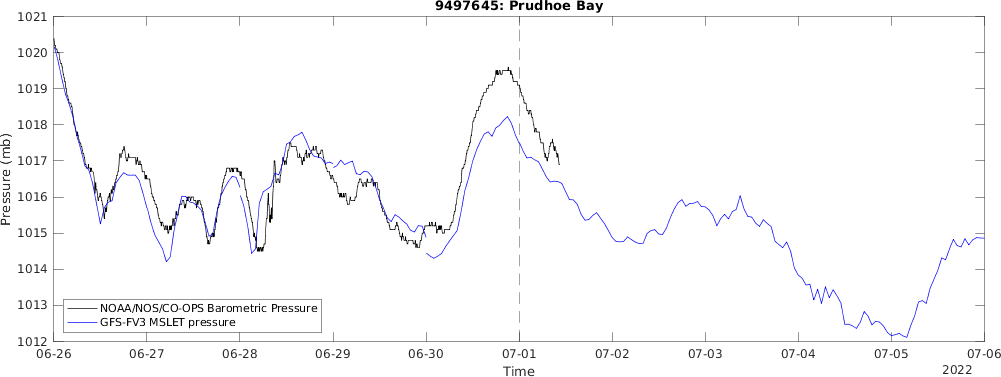 9497645: Prudhoe Bay
1021
1020
1019
1018
1017
1016
1015
1014
1013
1012
Pressure (mb)
NOAA/NOS/CO-OPS Barometric Pressure
GFS-FV3 MSLET pressure
06-26 06-27 06-28 06-29 06-30 07-01 07-02 07-03 07-04 07-05 07-06
Time
2022